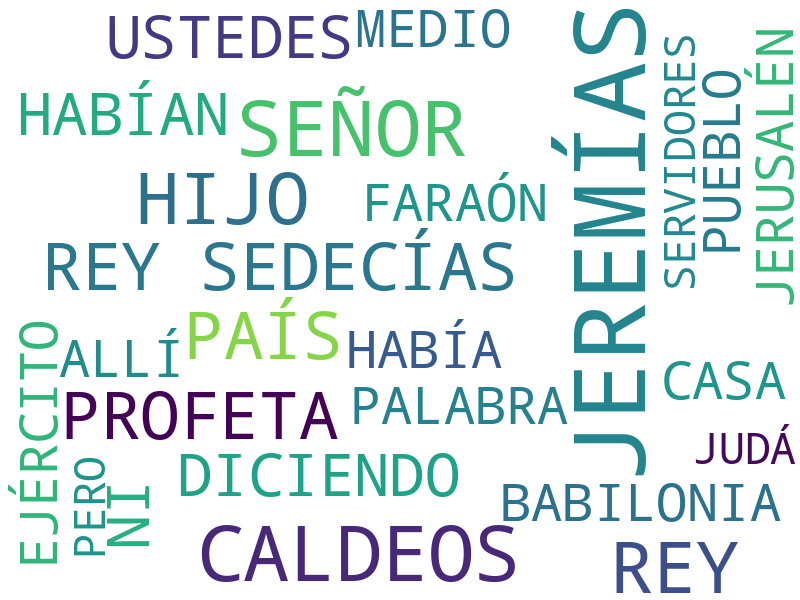 USTEDES
MEDIO
HABÍAN
SEÑOR
HIJO
FARAÓN
REY SEDECÍAS
PAÍS
ALLÍ
HABÍA
PROFETA
PALABRA
DICIENDO
CALDEOS
EJÉRCITO
PERO
NI
JEREMÍAS
SERVIDORES
PUEBLO
JERUSALÉN
CASA
JUDÁ
BABILONIA
REY